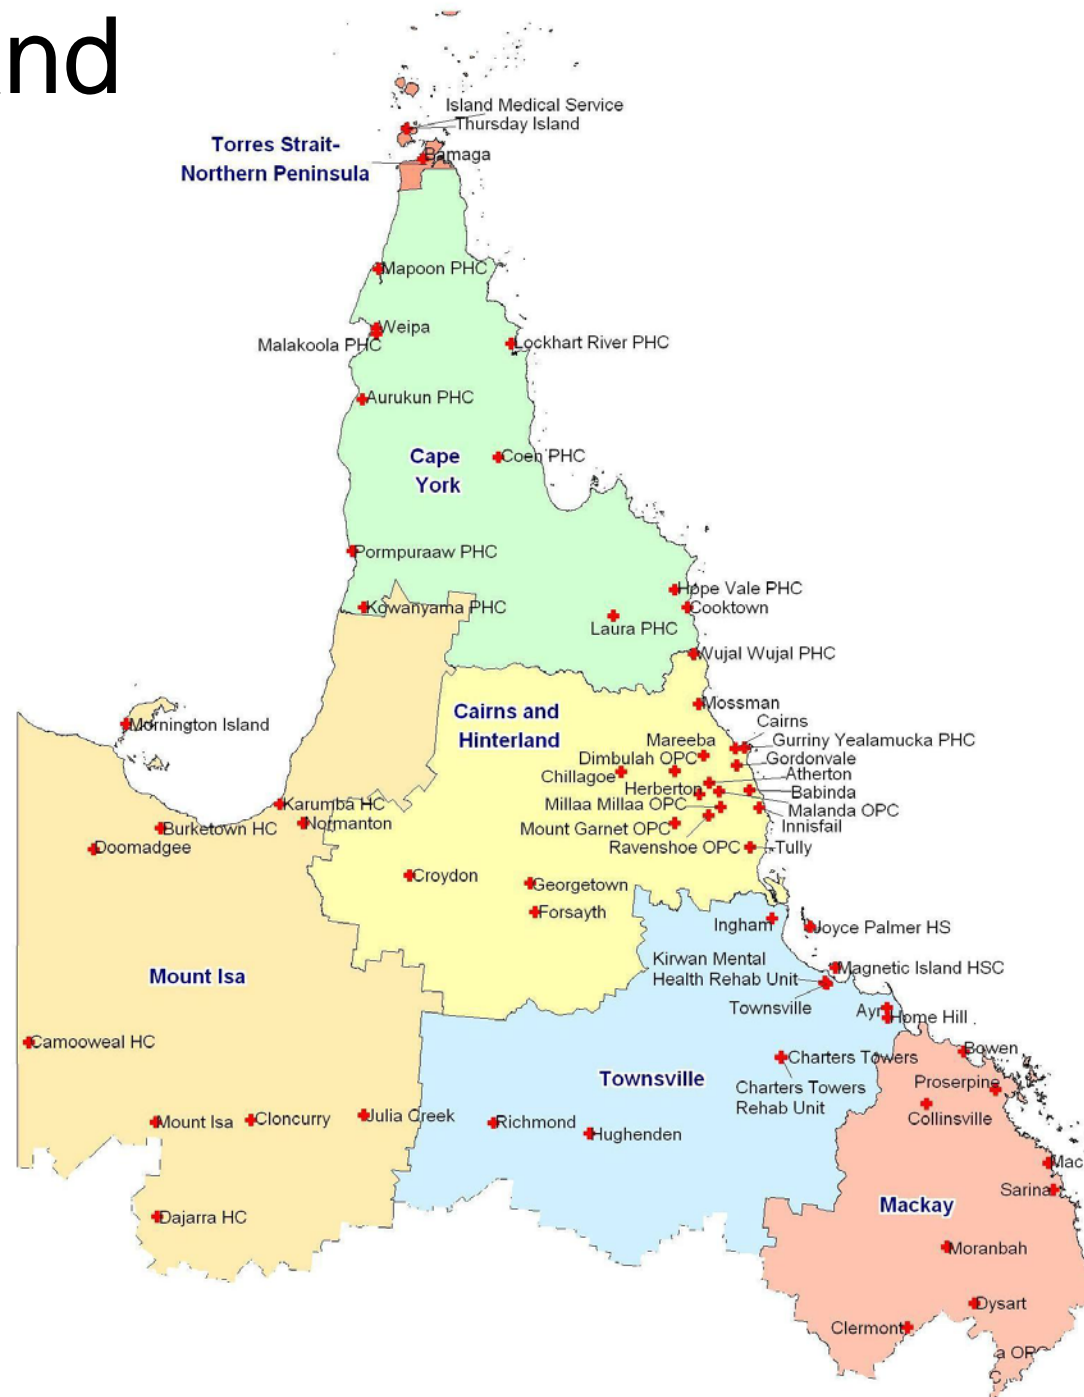 nd
Island Medical Service
Thursday Island
Torres Strait-
Northern Peninsula
Bamaga
Mapoon PHC
Weipa
Malakoola PHC
Lockhart River PHC
Aurukun PHC
Cape
York
Coen PHC
Pormpuraaw PHC
Hope Vale PHC
Kowanyama PHC
Cooktown
Laura PHC
Wujal Wujal PHC
Mossman
Cairns and
Hinterland
Mornington Island
Cairns
Mareeba
Gurriny Yealamucka PHC
Dimbulah OPC
Gordonvale
Chillagoe
Atherton
Herberton
Babinda
Millaa Millaa OPC
Malanda OPC
Karumba HC
Normanton
Burketown HC
Mount Garnet OPC
Innisfail
Doomadgee
Ravenshoe OPC
Tully
Croydon
Georgetown
Forsayth
Ingham
Joyce Palmer HS
Kirwan Mental
Health Rehab Unit
Magnetic Island HSC
Mount Isa
Townsville
Ayr
Home Hill
Camooweal HC
Bowen
Charters Towers
Townsville
Proserpine
Charters Towers
Rehab Unit
Collinsville
Mount Isa
Cloncurry
Julia Creek
Richmond
Hughenden
Mac
Sarina
Mackay
Dajarra HC
Moranbah
Dysart
Clermont
a OPC
C